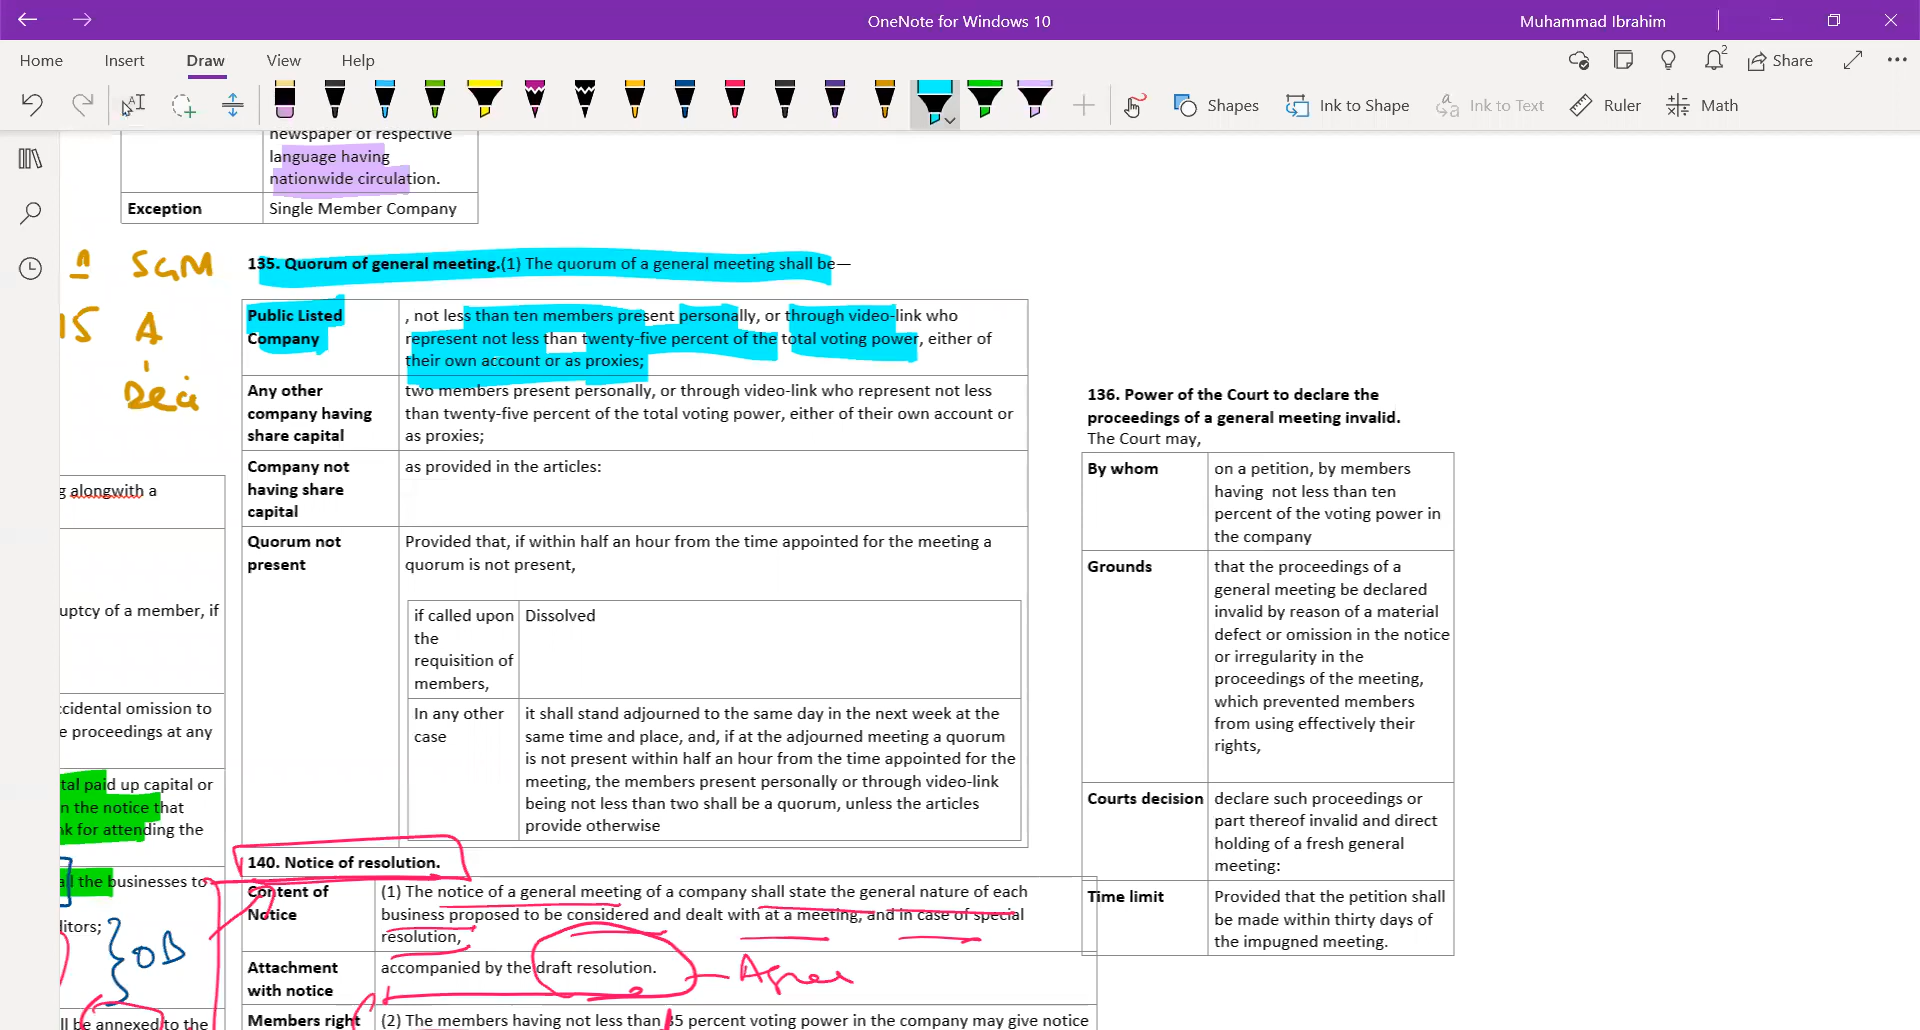 OneNote for Windows 10
Muhammad Ibrahim
Home
Insert
Draw
View
Help
2
Share
Shapes
Ink to Shape
Ink to Text
Ruler
Math
newspaper of respective
language having
nationwide circulation.
Exception
Single Member Company
SGM
15 A
Deci
g alongwith a
uptcy of a member, if
ccidental omission to
e proceedings at any
tal paid up capital or
n the notice that
nk for attending the
all the businesses to
litors;
OB
ll be annexed to the
135. Quorum of general meeting.(1) The quorum of a general meeting shall be—
Public Listed
Company
, not less than ten members present personally, or through video-link who
represent not less than twenty-five percent of the total voting power, either of
their own account or as proxies;
Any other
company having
share capital
two members present personally, or through video-link who represent not less
than twenty-five percent of the total voting power, either of their own account or
as proxies;
Company not
having share
capital
as provided in the articles:
Quorum not
present
Provided that, if within half an hour from the time appointed for the meeting a
quorum is not present,
if called upon
the
requisition of
members,
Dissolved
In any other
case
it shall stand adjourned to the same day in the next week at the
same time and place, and, if at the adjourned meeting a quorum
is not present within half an hour from the time appointed for the
meeting, the members present personally or through video-link
being not less than two shall be a quorum, unless the articles
provide otherwise
140. Notice of resolution.
Content of
Notice
(1) The notice of a general meeting of a company shall state the general nature of each
business proposed to be considered and dealt with at a meeting, and in case of special
resolution,
Attachment
with notice
accompanied by the draft resolution.
Members right
(2) The members having not less than 35 percent voting power in the company may give notice
136. Power of the Court to declare the
proceedings of a general meeting invalid.
The Court may,
By whom
on a petition, by members
having not less than ten
percent of the voting power in
the company
Grounds
that the proceedings of a
general meeting be declared
invalid by reason of a material
defect or omission in the notice
or irregularity in the
proceedings of the meeting,
which prevented members
from using effectively their
rights,
Courts decision
declare such proceedings or
part thereof invalid and direct
holding of a fresh general
meeting:
Time limit
Provided that the petition shall
be made within thirty days of
the impugned meeting.